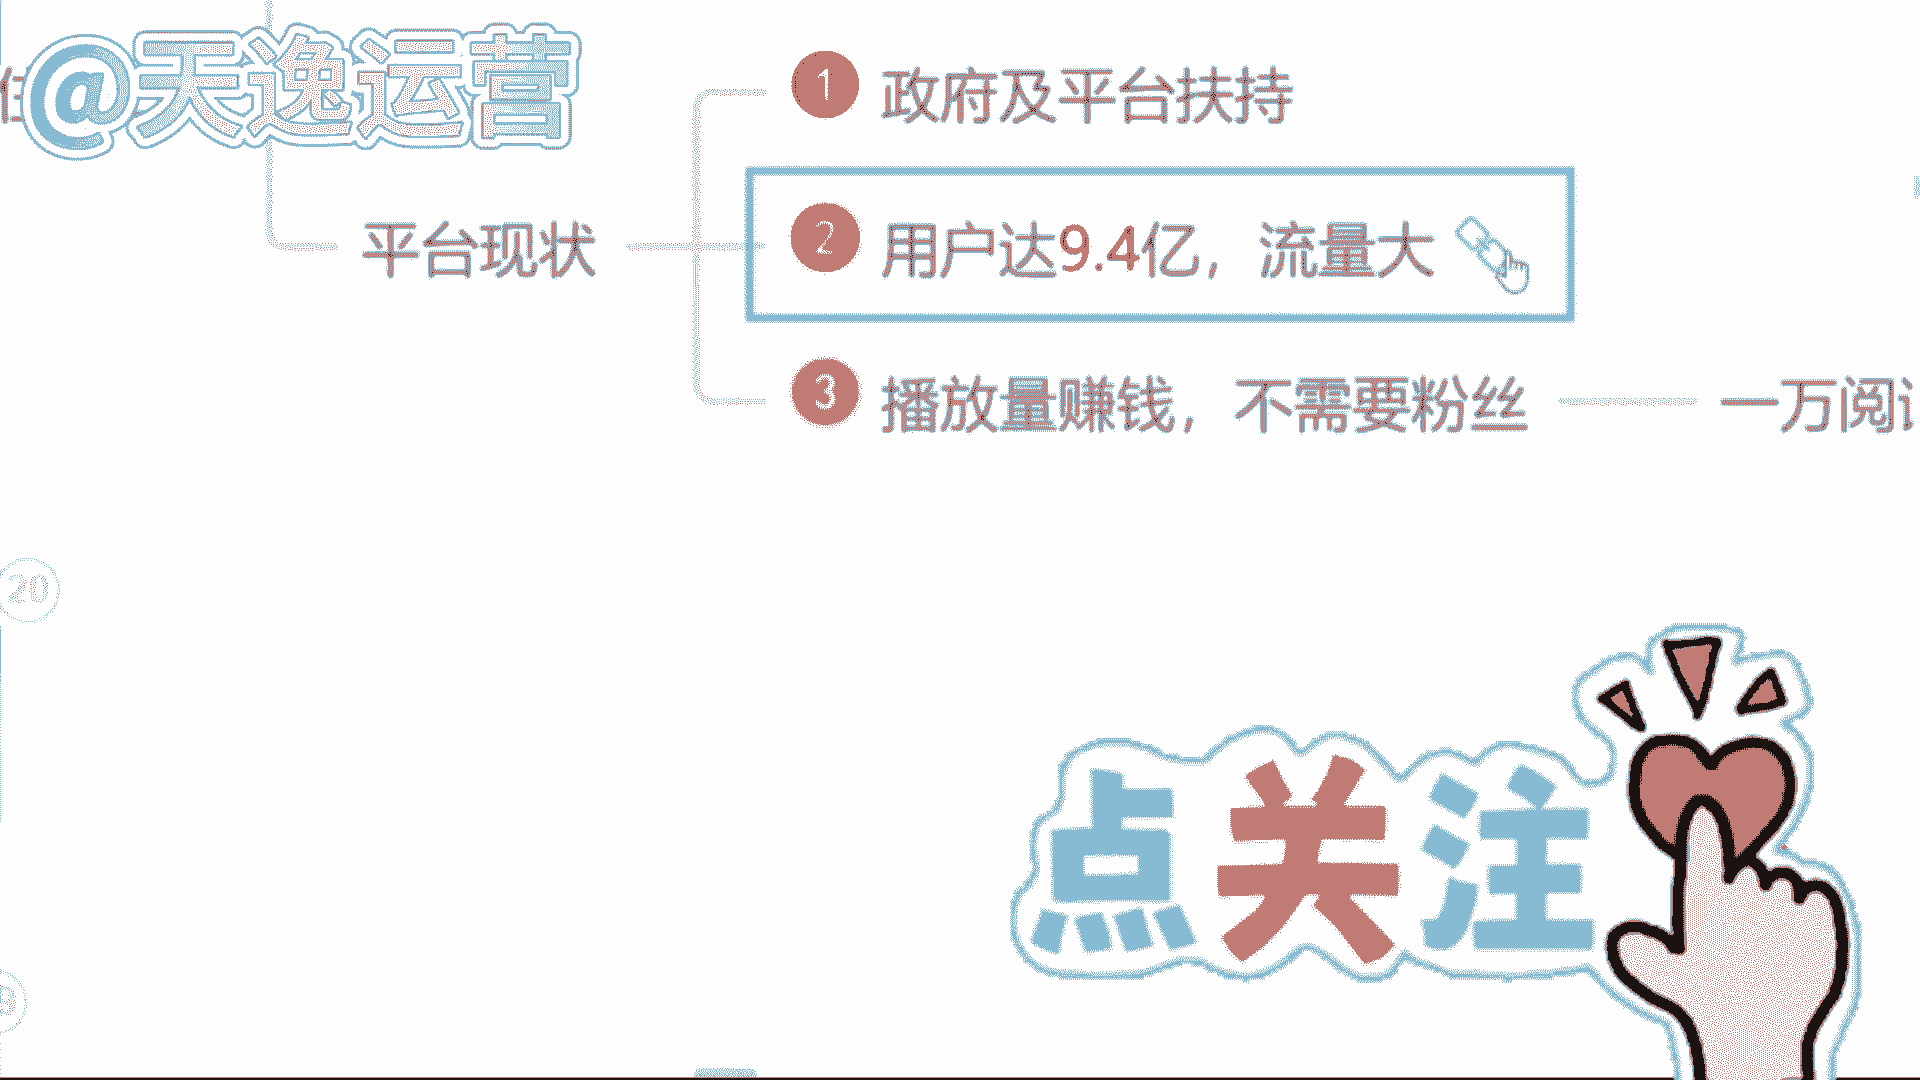 @天逸运营
1 政府及平台扶持
平台现状
2 用户达9.4亿，流量大
3 播放量赚钱，不需要粉丝
一万阅
20
点关注